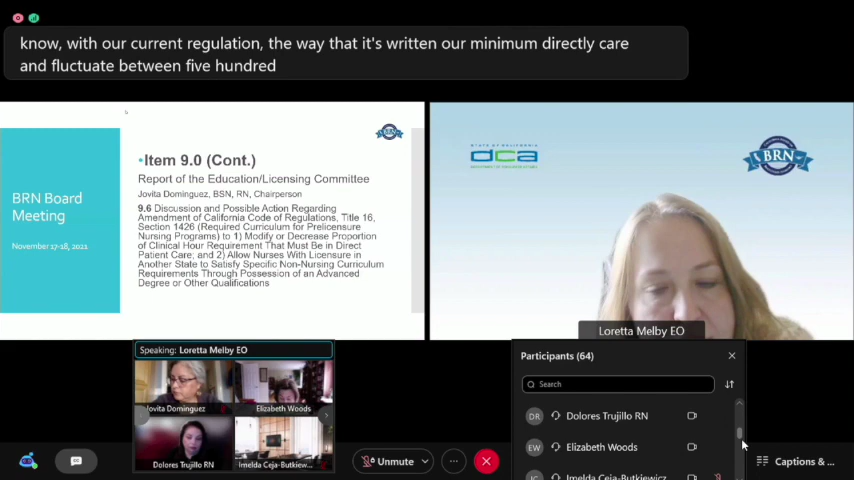 know, with our current regulation, the way that it's written our minimum directly care
and fluctuate between five hundred
BRN Board
Meeting
November 17-18, 2021
•Item 9.0 (Cont.)
Report of the Education/Licensing Committee
Jovita Dominguez, BSN, RN, Chairperson
9.6 Discussion and Possible Action Regarding
Amendment of California Code of Regulations, Title 16,
Section 1426 (Required Curriculum for Prelicensure
Nursing Programs) to 1) Modify or Decrease Proportion
of Clinical Hour Requirement That Must Be in Direct
Patient Care; and 2) Allow Nurses With Licensure in
Another State to Satisfy Specific Non-Nursing Curriculum
Requirements Through Possession of an Advanced
Degree or Other Qualifications
BRN
dca
BRN
Loretta Melby EO
Speaking: Loretta Melby EO
Jovita Dominguez
Elizabeth Woods
Dolores Trujillo RN
Imelda Ceja-Butkiew...
Participants (64)
Search
DR Dolores Trujillo RN
EW Elizabeth Woods
Imelda Ceja-Butkiewicz
Unmute
Captions & ...